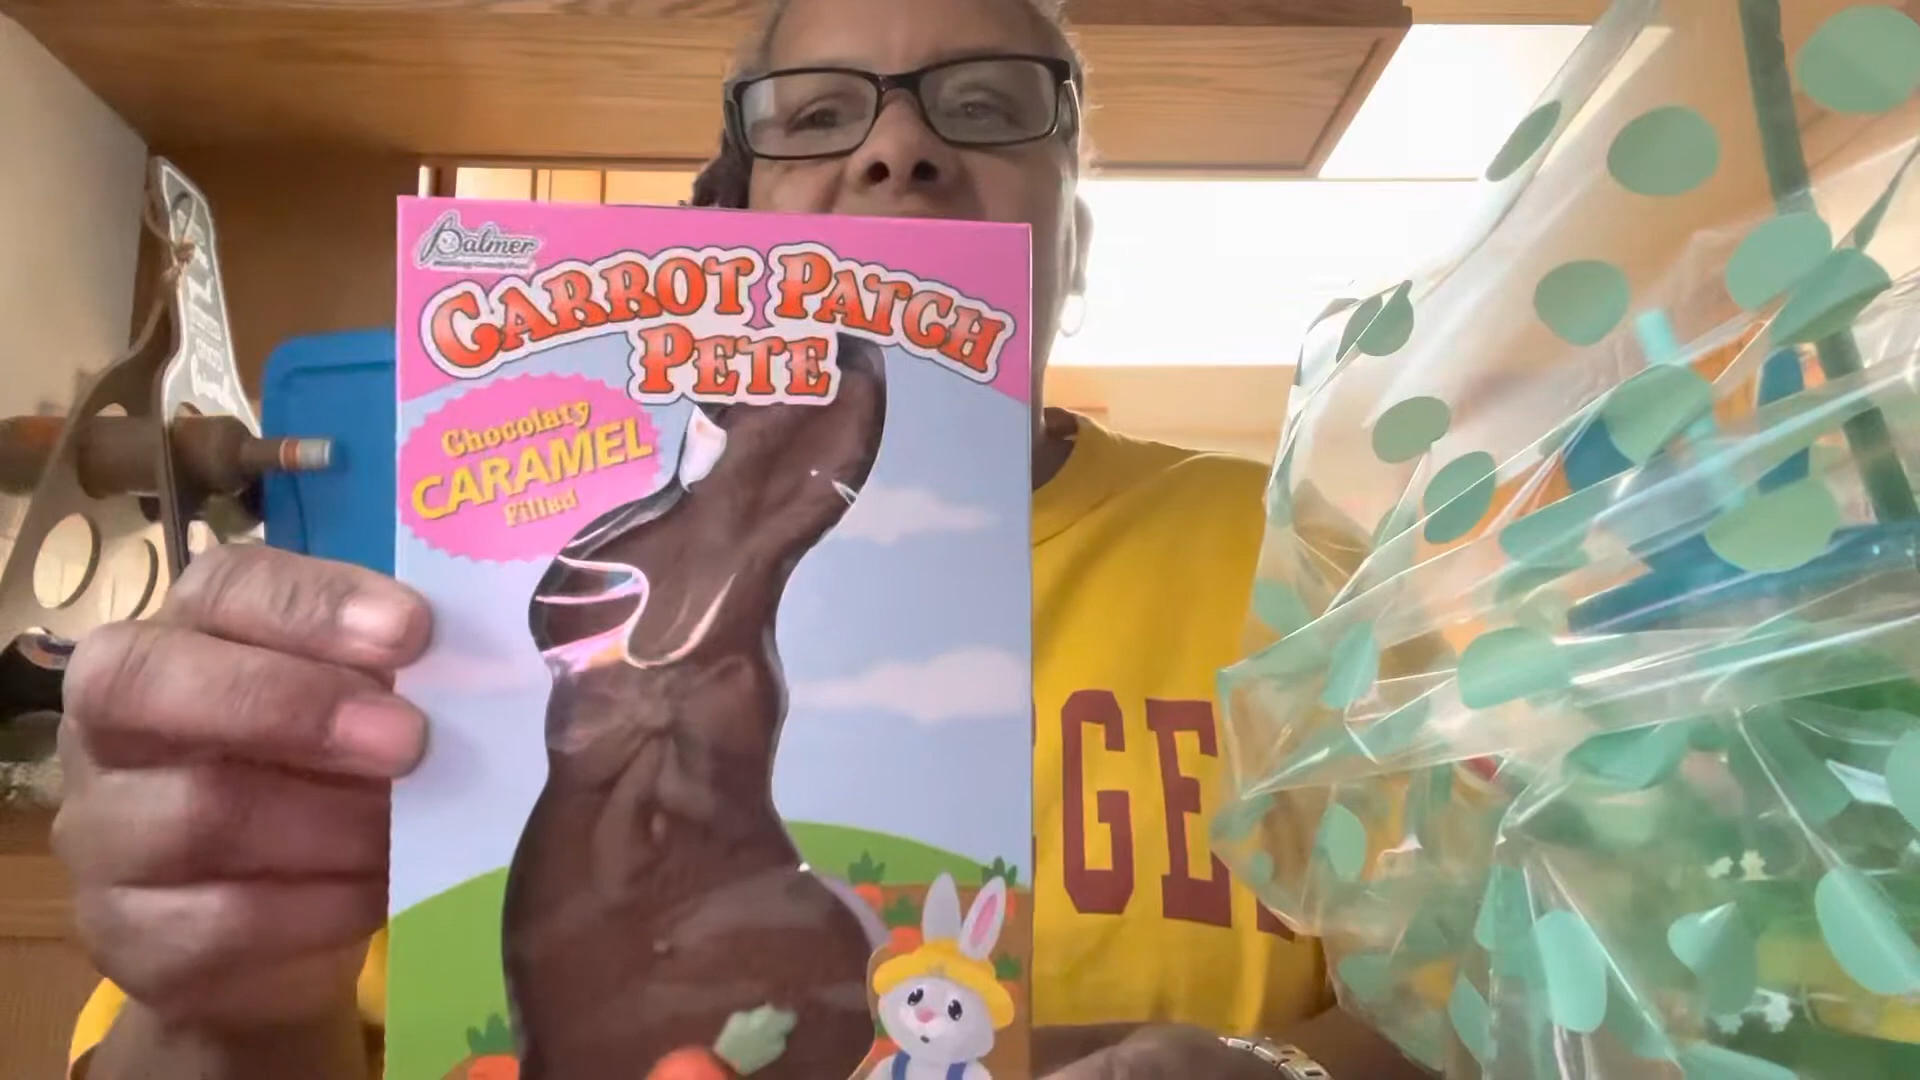 Palmer
CARROT PATCH
PETE
Chocolaty
CARAMEL
Filled
GE